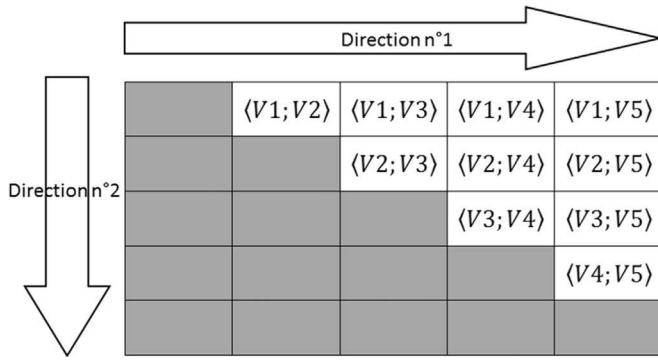 Direction n°1
⟨V1;V2⟩ ⟨V1;V3⟩ ⟨V1;V4⟩ ⟨V1;V5⟩
⟨V2;V3⟩ ⟨V2;V4⟩ ⟨V2;V5⟩
Direction n°2
⟨V3;V4⟩ ⟨V3;V5⟩
⟨V4;V5⟩